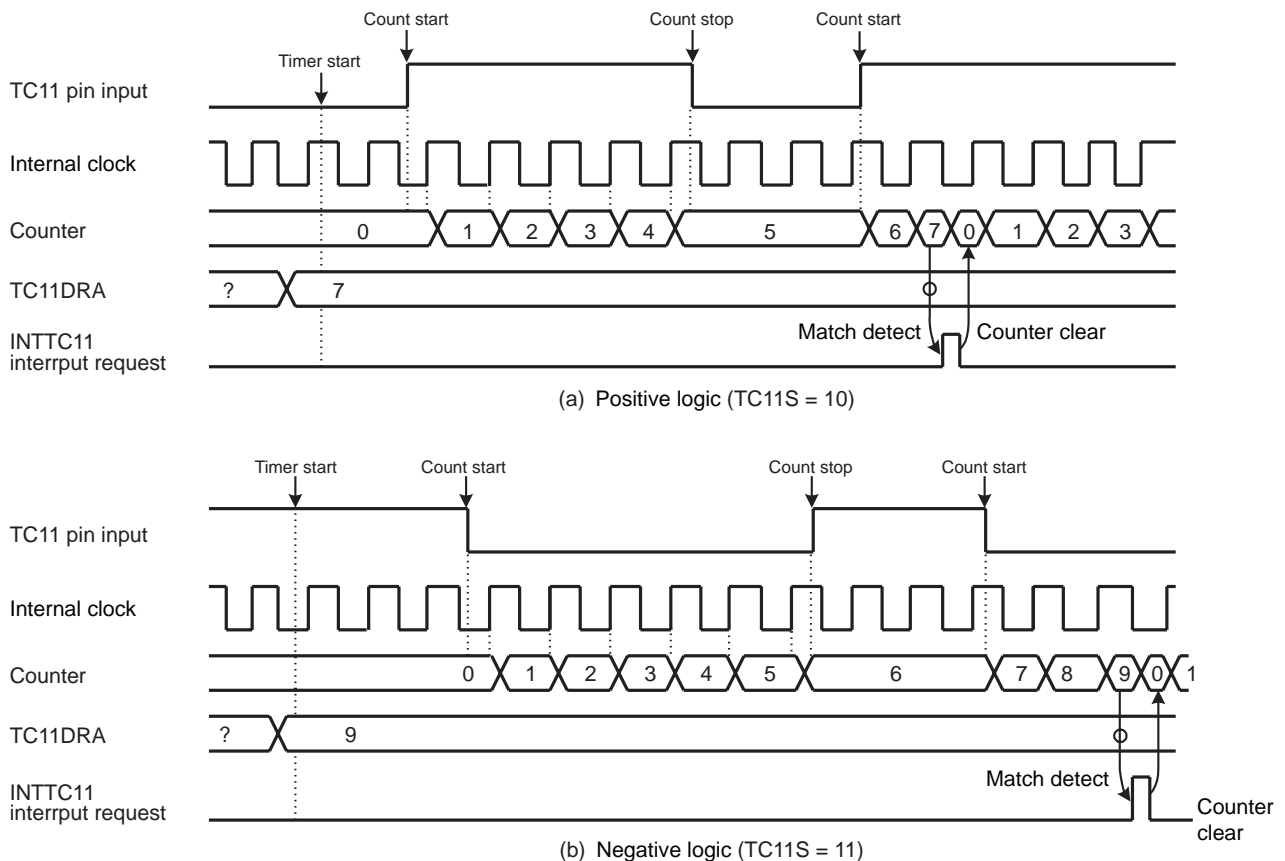 Count start Count stop Count start
Timer start
TC11 pin input
Internal clock
Counter 0 1 2 3 4 5 6 7 0 1 2 3
TC11DRA ? 7
INTTC11
interrput request
Match detect Counter clear
(a) Positive logic (TC11S = 10)
Timer start Count start Count stop Count start
TC11 pin input
Internal clock
Counter 0 1 2 3 4 5 6 7 8 9 0 1
TC11DRA ? 9
INTTC11
interrput request
Match detect
Counter
clear
(b) Negative logic (TC11S = 11)